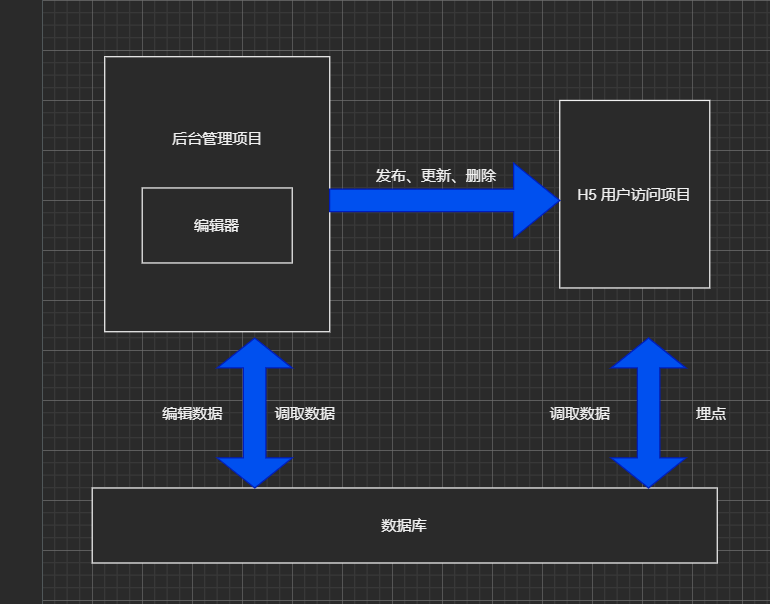 后台管理项目
编辑器
发布、更新、删除
H5 用户访问项目
编辑数据
调取数据
调取数据
埋点
数据库